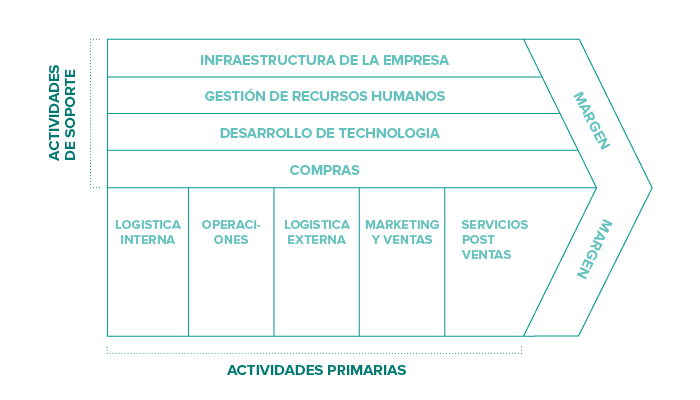 ACTIVIDADES
DE SOPORTE
INFRAESTRUCTURA DE LA EMPRESA
GESTIÓN DE RECURSOS HUMANOS
DESARROLLO DE TECHNOLOGIA
COMPRAS
MARGEN
LOGISTICA
INTERNA
OPERACI-
ONES
LOGISTICA
EXTERNA
MARKETING
Y VENTAS
SERVICIOS
POST
VENTAS
MARGEN
ACTIVIDADES PRIMARIAS